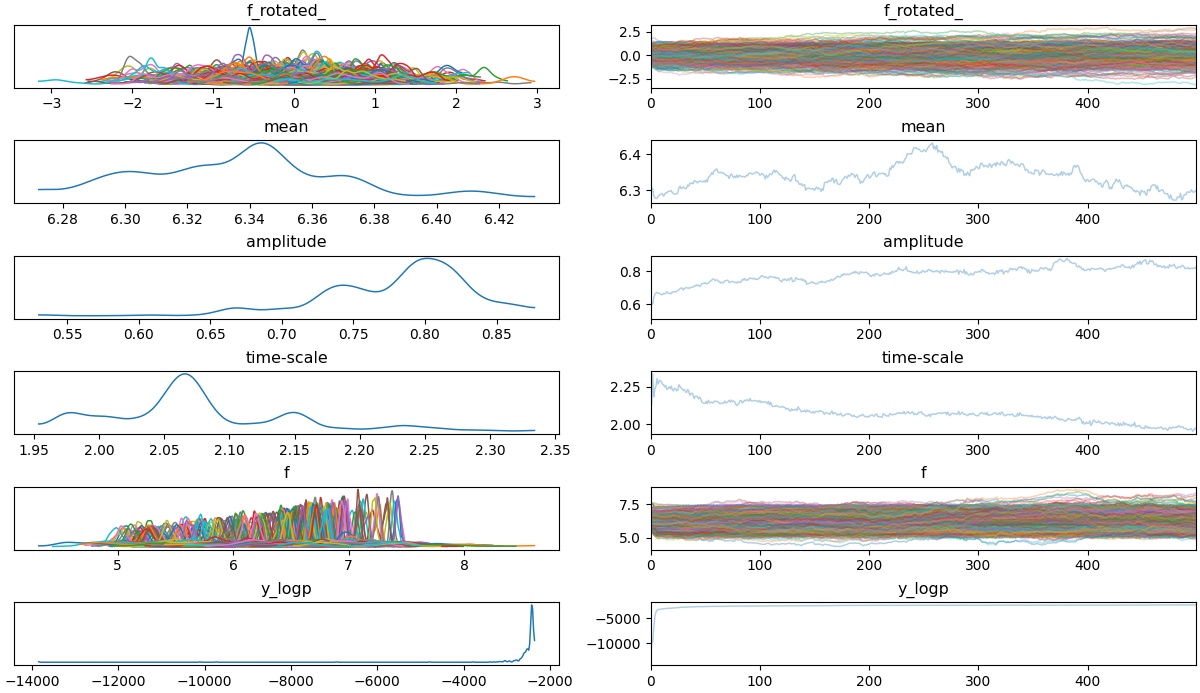 f_rotated_ f_rotated_
2.5
0.0
−2.5
−3 −2 −1 0 1 2 3 0 100 200 300 400
mean mean
6.4
6.3
6.28 6.30 6.32 6.34 6.36 6.38 6.40 6.42 0 100 200 300 400
amplitude amplitude
0.8
0.6
0.55 0.60 0.65 0.70 0.75 0.80 0.85 0 100 200 300 400
time-scale time-scale
2.25
2.00
1.95 2.00 2.05 2.10 2.15 2.20 2.25 2.30 2.35 0 100 200 300 400
f f
7.5
5.0
5 6 7 8 0 100 200 300 400
y_logp y_logp
−5000
−10000
−14000 −12000 −10000 −8000 −6000 −4000 −2000 0 100 200 300 400